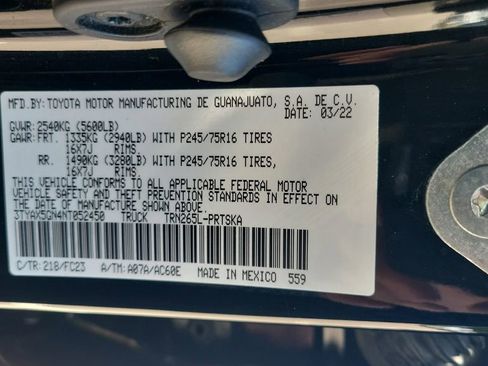 MFD.BY: TOYOTA MOTOR MANUFACTURING DE GUANAJUATO, S.A. DE C.V.
DATE: 03/22
GVWR: 2540KG (5600LB)
GAWR: FRT. 1335KG (2940LB) WITH P245/75R16 TIRES
16X7J RIMS,
RR. 1490KG (3280LB) WITH P245/75R16 TIRES,
16X7J RIMS.
THIS VEHICLE CONFORMS TO ALL APPLICABLE FEDERAL MOTOR
VEHICLE SAFETY AND THEFT PREVENTION STANDARDS IN EFFECT ON
THE DATE OF MANUFACTURE SHOWN ABOVE.
3TYAX5GN4NT052450 TRUCK TRN265L-PRTSKA
C/TR: 218/FC23 A/TM: A07A/AC60E MADE IN MEXICO 559